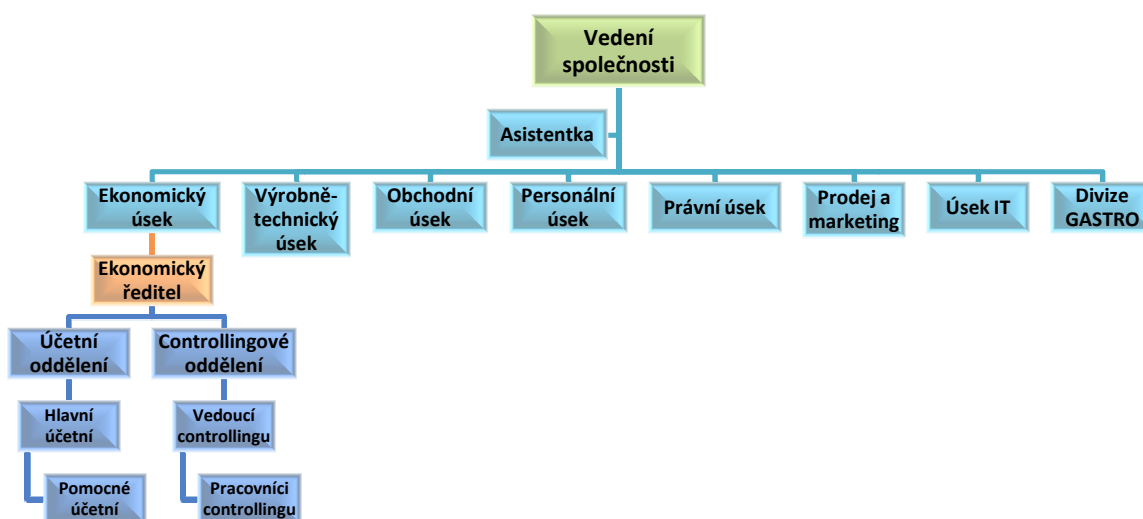 Vedení
společnosti
Asistentka
Ekonomický
úsek
Výrobně-
technický
úsek
Obchodní
úsek
Personální
úsek
Právní úsek
Prodej a
marketing
Úsek IT
Divize
GASTRO
Ekonomický
ředitel
Účetní
oddělení
Controllingové
oddělení
Hlavní
účetní
Vedoucí
controllingu
Pomocné
účetní
Pracovníci
controllingu